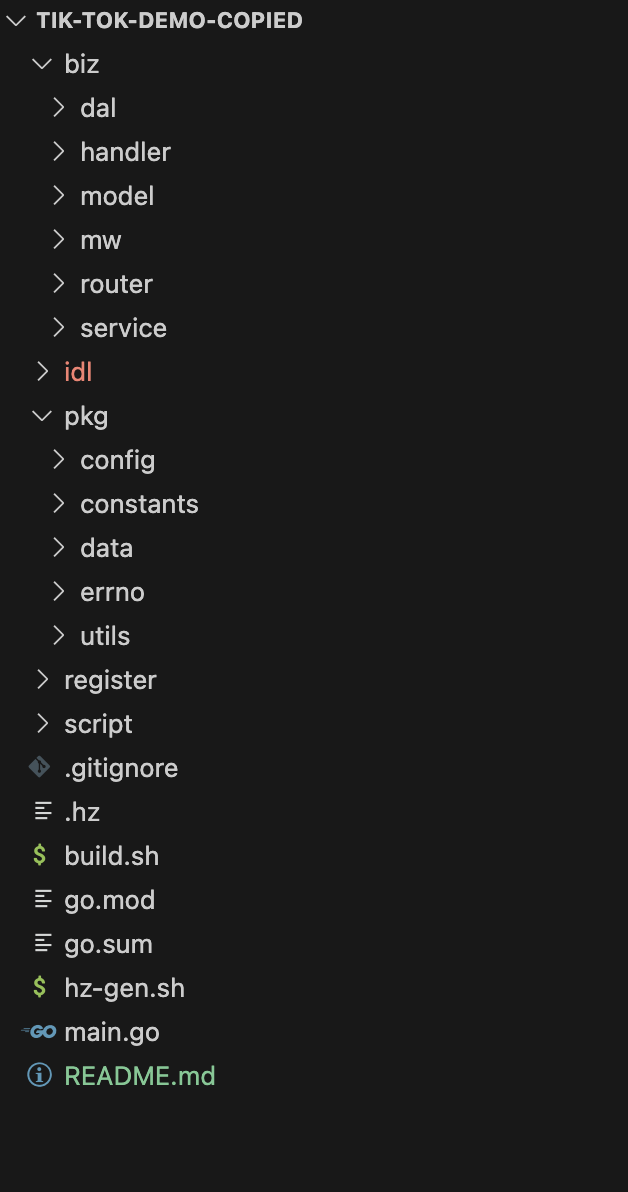 TIK-TOK-DEMO-COPIED
biz
dal
handler
model
mw
router
service
idl
pkg
config
constants
data
errno
utils
register
script
.gitignore
.hz
$ build.sh
go.mod
go.sum
$ hz-gen.sh
GO main.go
README.md